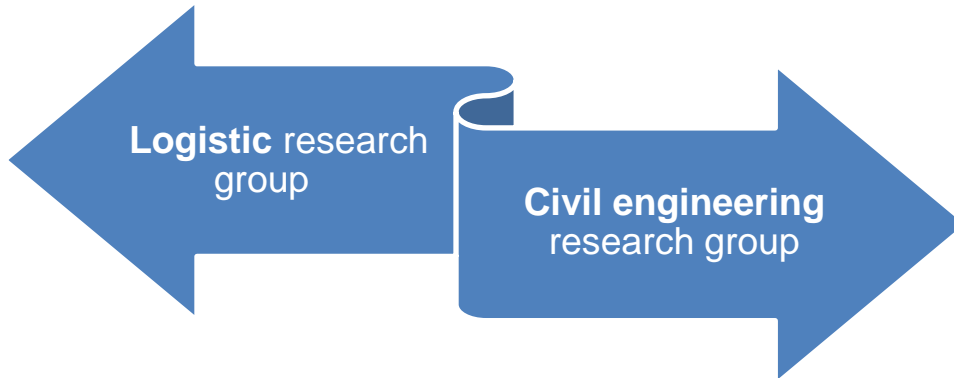 Logistic research
group
Civil engineering
research group